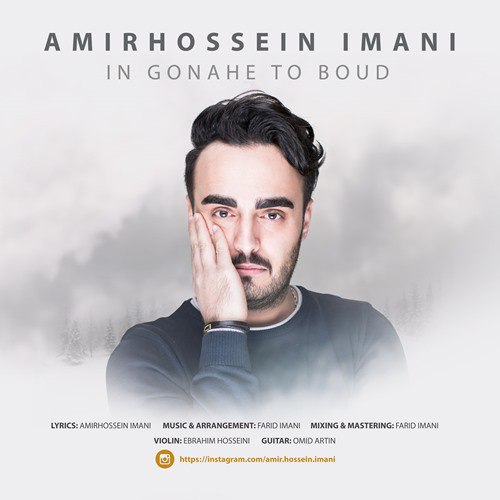 AMIRHOSSEIN IMANI
IN GONAHE TO BOUD
LYRICS: AMIRHOSSEIN IMANI MUSIC & ARRANGEMENT: FARID IMANI MIXING & MASTERING: FARID IMANI
VIOLIN: EBRAHIM HOSSEINI GUITAR: OMID ARTIN
https://instagram.com/amir.hossein.imani